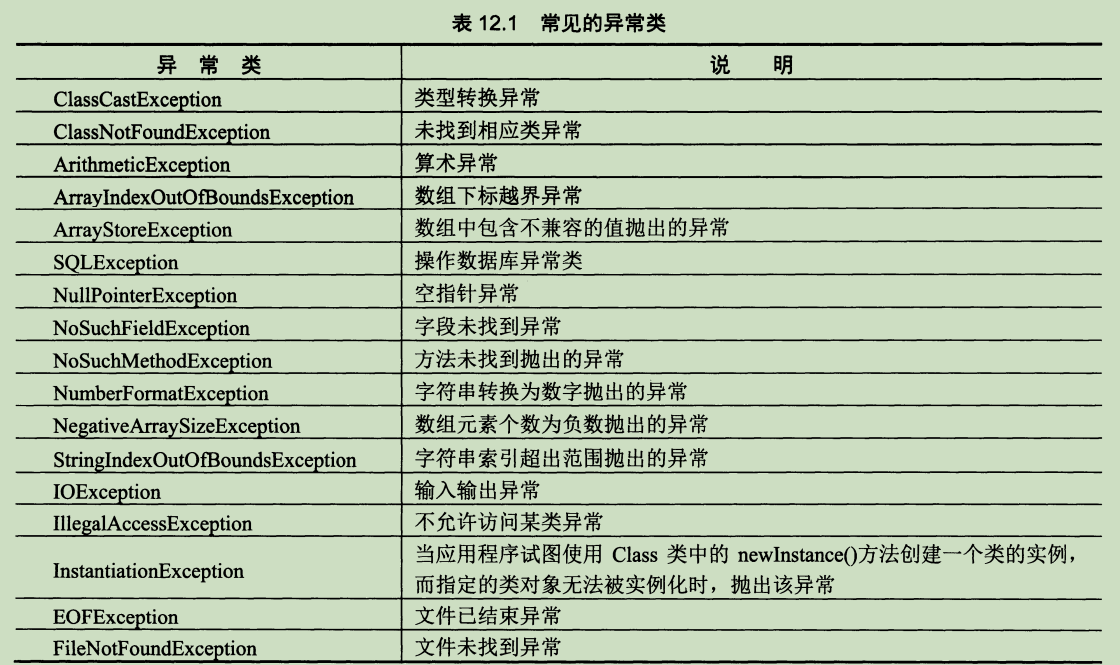 表 12.1 常见的异常类
异 常 类 说 明
ClassCastException 类型转换异常
ClassNotFoundException 未找到相应类异常
ArithmeticException 算术异常
ArrayIndexOutOfBoundsException 数组下标越界异常
ArrayStoreException 数组中包含不兼容的值抛出的异常
SQLException 操作数据库异常类
NullPointerException 空指针异常
NoSuchFieldException 字段未找到异常
NoSuchMethodException 方法未找到抛出的异常
NumberFormatException 字符串转换为数字抛出的异常
NegativeArraySizeException 数组元素个数为负数抛出的异常
StringIndexOutOfBoundsException 字符串索引超出范围抛出的异常
IOException 输入输出异常
IllegalAccessException 不允许访问某类异常
InstantiationException 当应用程序试图使用 Class 类中的 newInstance()方法创建一个类的实例，
而指定的类对象无法被实例化时，抛出该异常
EOFException 文件已结束异常
FileNotFoundException 文件未找到异常